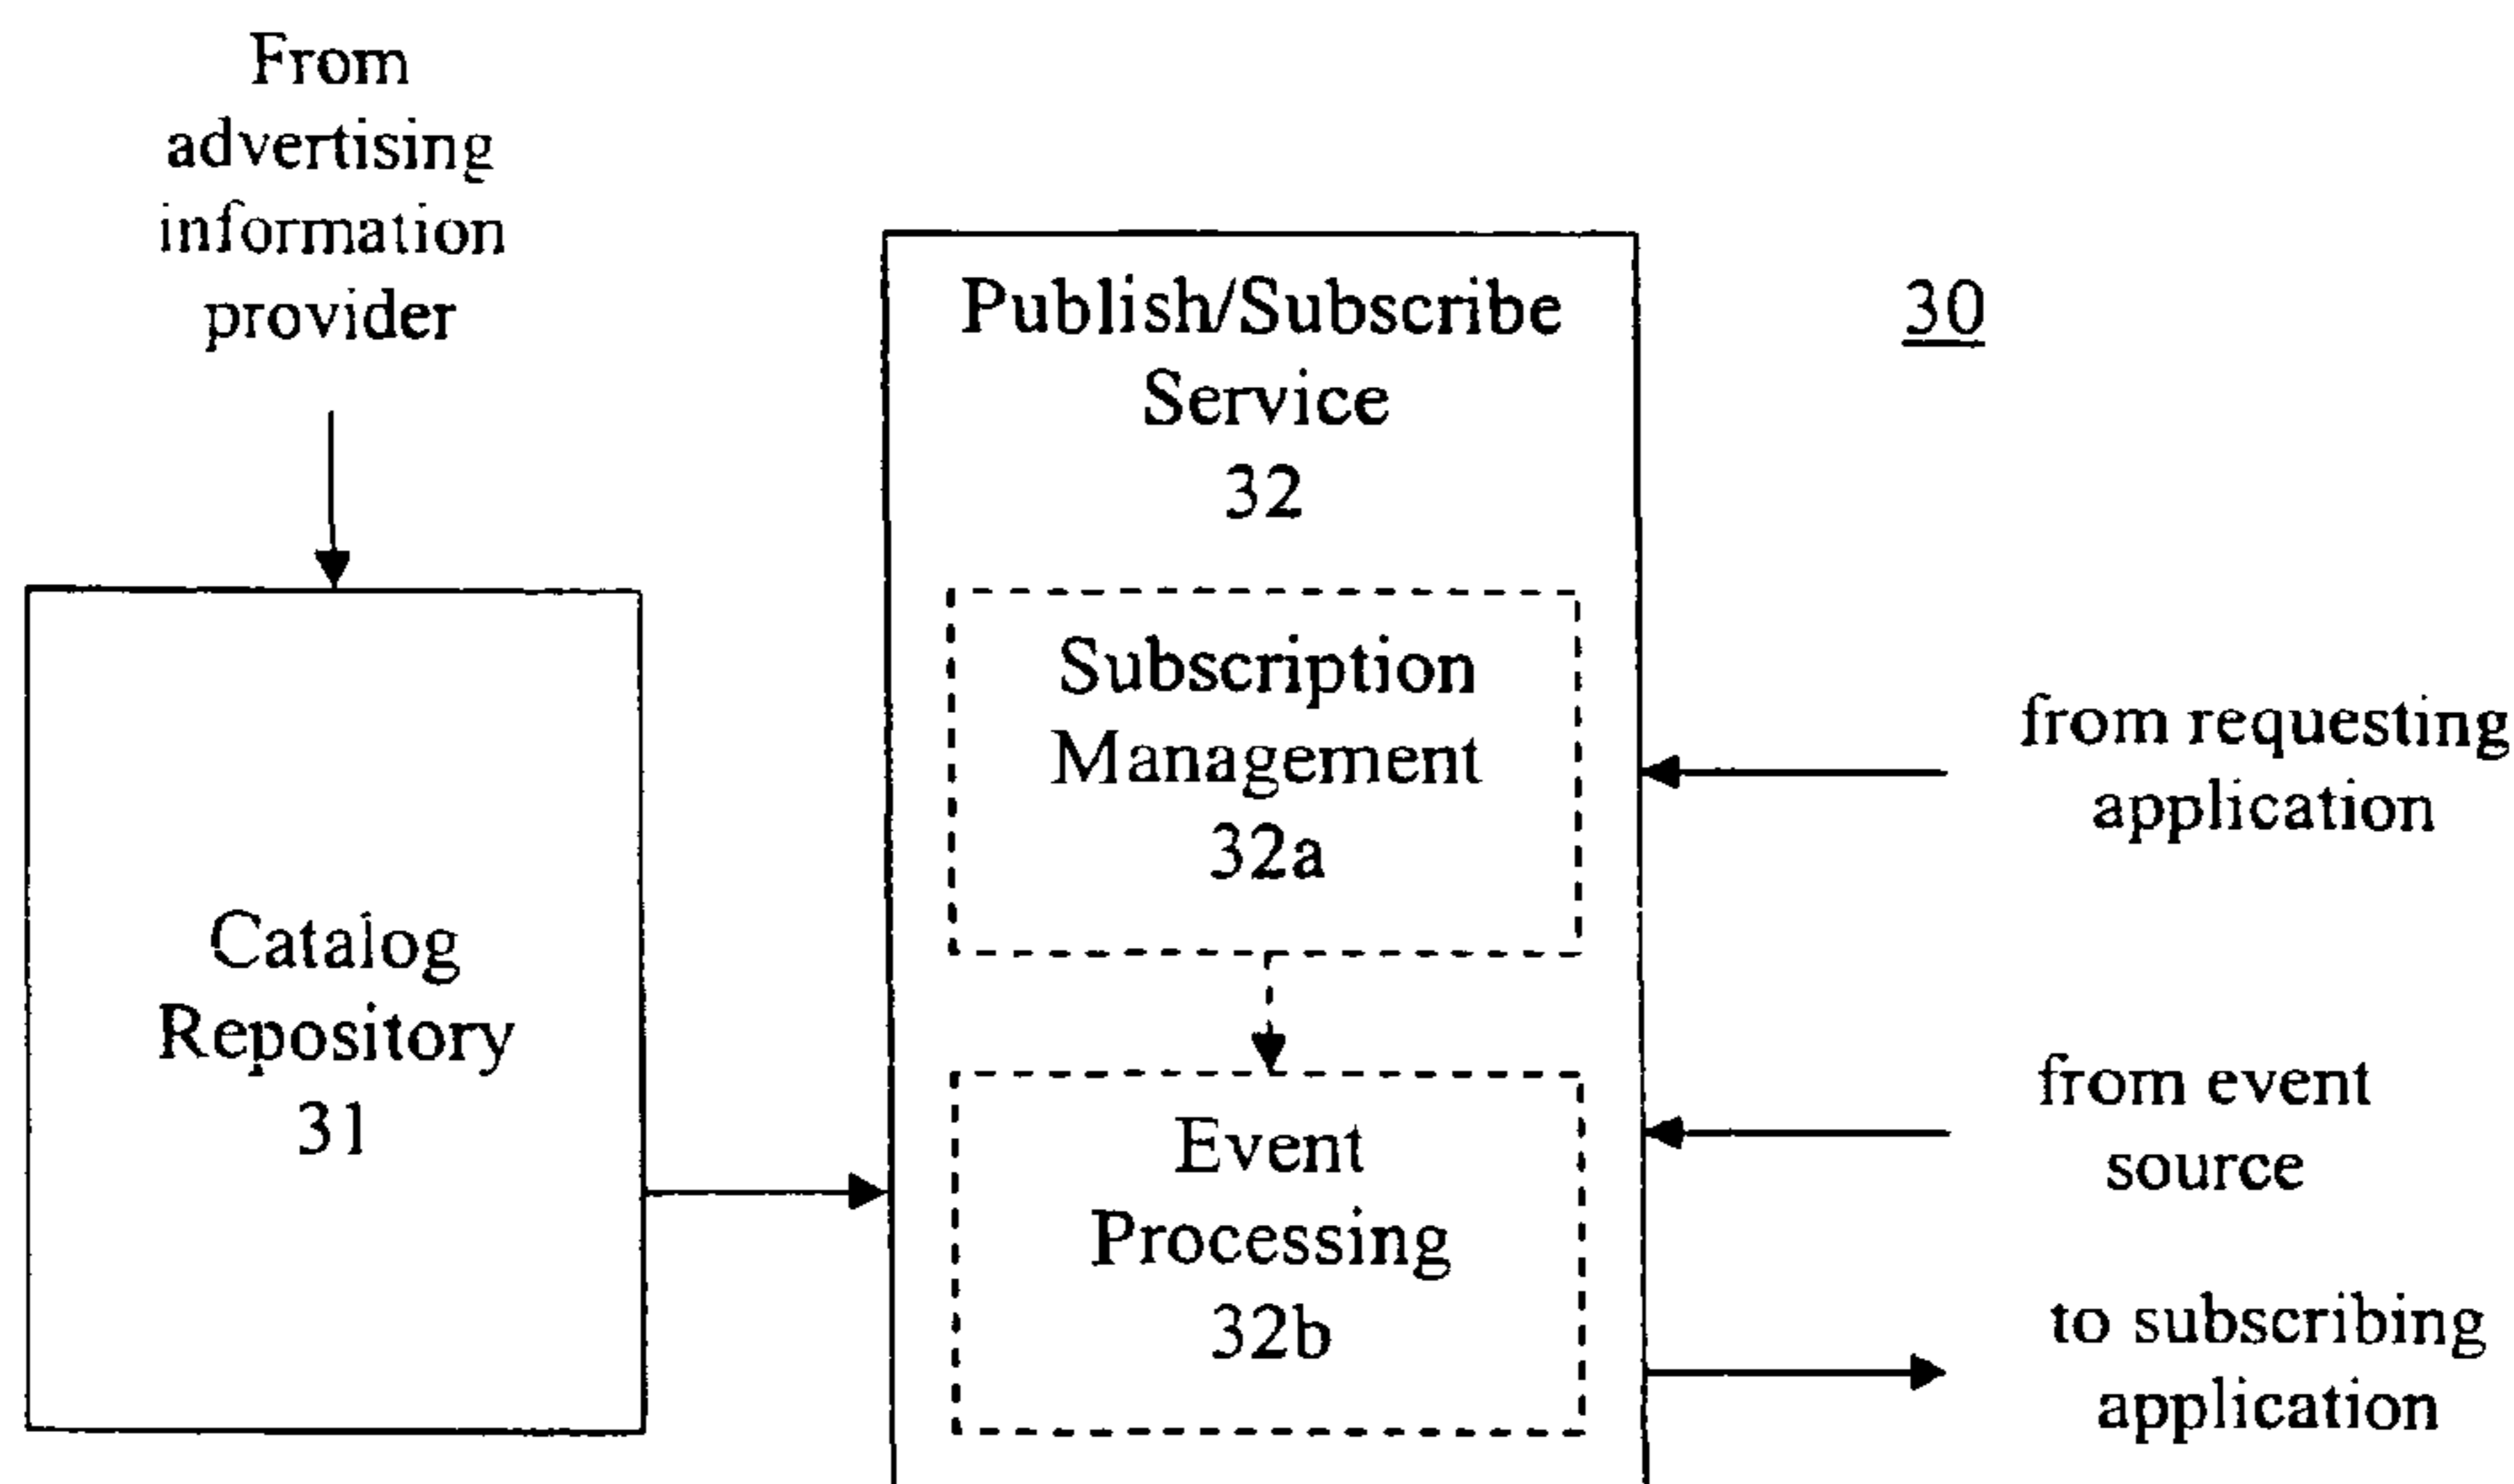 From
advertising
information
provider
Publish/Subscribe
Service
32
30
Subscription
Management
32a
from requesting
application
Catalog
Repository
31
from event
source
Event
Processing
32b
to subscribing
application